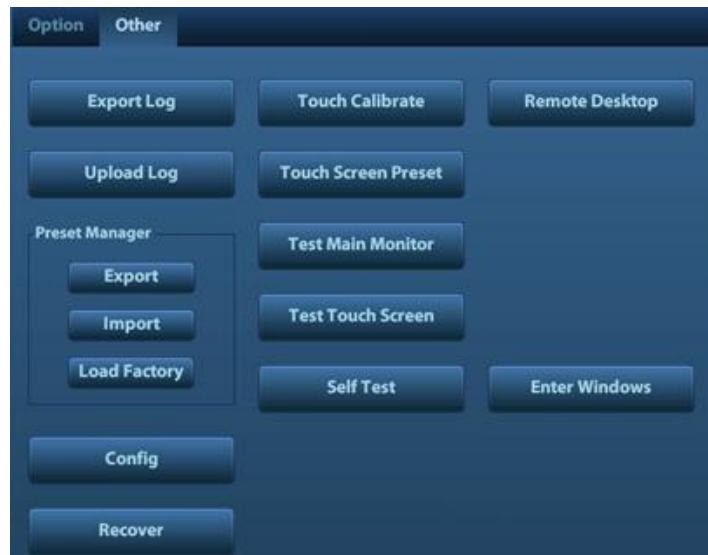 Option Other
Export Log Touch Calibrate Remote Desktop
Upload Log Touch Screen Preset
Preset Manager
Test Main Monitor
Export
Import Test Touch Screen
Load Factory Self Test Enter Windows
Config
Recover